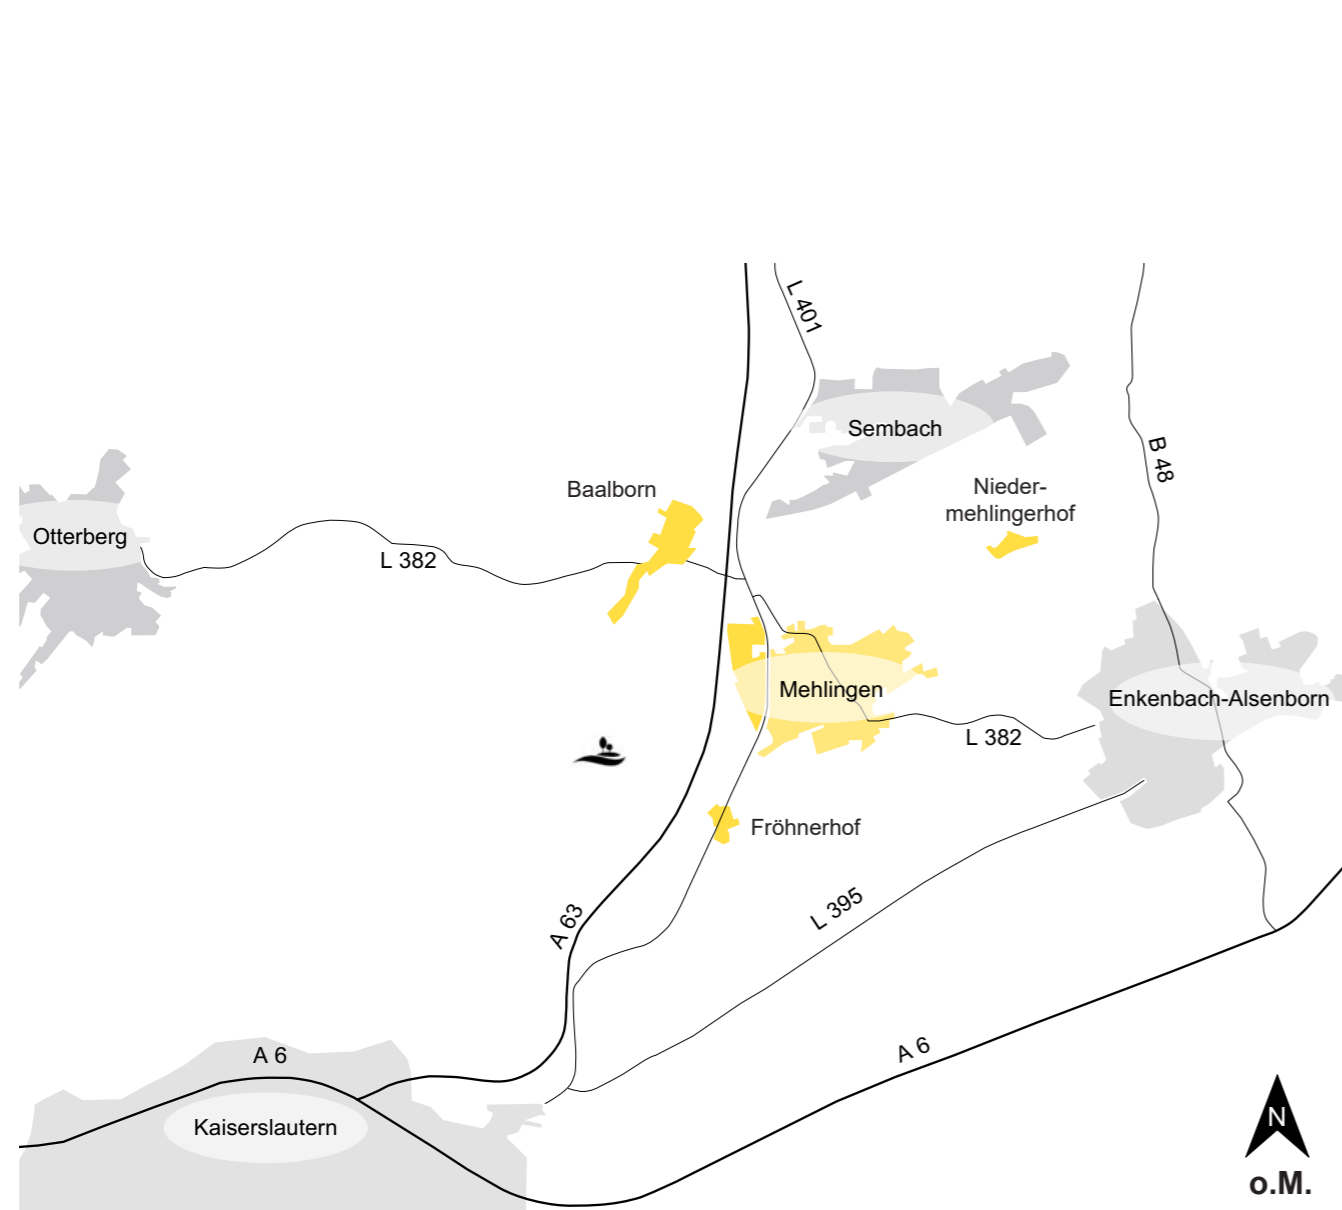 L 401
Sembach
B 48
Baalborn
Nieder-
mehlingerhof
Otterberg
L 382
Mehlingen
Enkenbach-Alsenborn
L 382
Fröhnerhof
L 395
A 63
A 6
A 6
Kaiserslautern
N
o.M.